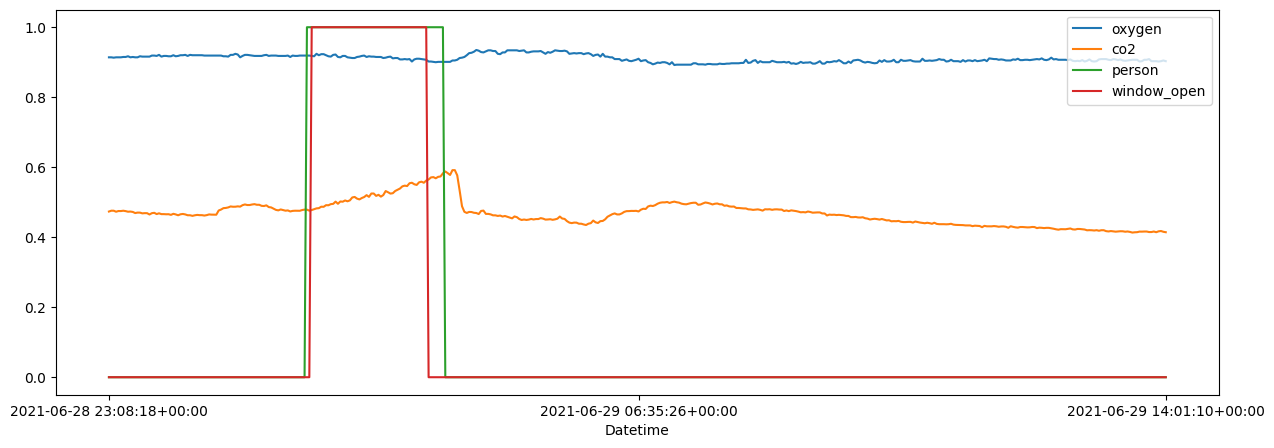 1.0
0.8
0.6
0.4
0.2
0.0
oxygen
co2
person
window_open
2021-06-28 23:08:18+00:00
2021-06-29 06:35:26+00:00
2021-06-29 14:01:10+00:00
Datetime